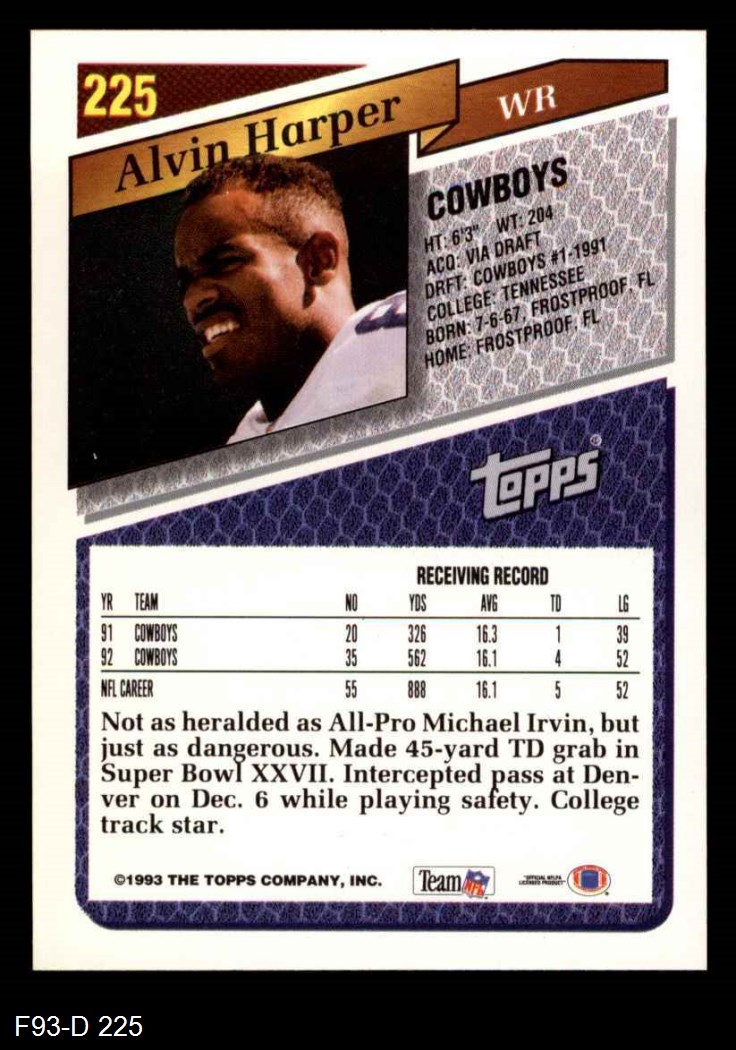 225
Alvin Harper
WR
COWBOYS
HT: 6'3" WT: 204
ACQ: VIA DRAFT
DRFT: COWBOYS #1-1991
COLLEGE: TENNESSEE
BORN: 7-6-67, FROSTPROOF, FL
HOME: FROSTPROOF, FL
topps®
RECEIVING RECORD
YR TEAM NO YDS AVG TD LG
91 COWBOYS 20 326 16.3 1 39
92 COWBOYS 35 562 16.1 4 52
NFL CAREER 55 888 16.1 5 52
Not as heralded as All-Pro Michael Irvin, but
just as dangerous. Made 45-yard TD grab in
Super Bowl XXVII. Intercepted pass at Den-
ver on Dec. 6 while playing safety. College
track star.
©1993 THE TOPPS COMPANY, INC.
Team NFL
"OFFICIAL NFLPA
LICENSED PRODUCT"
F93-D 225